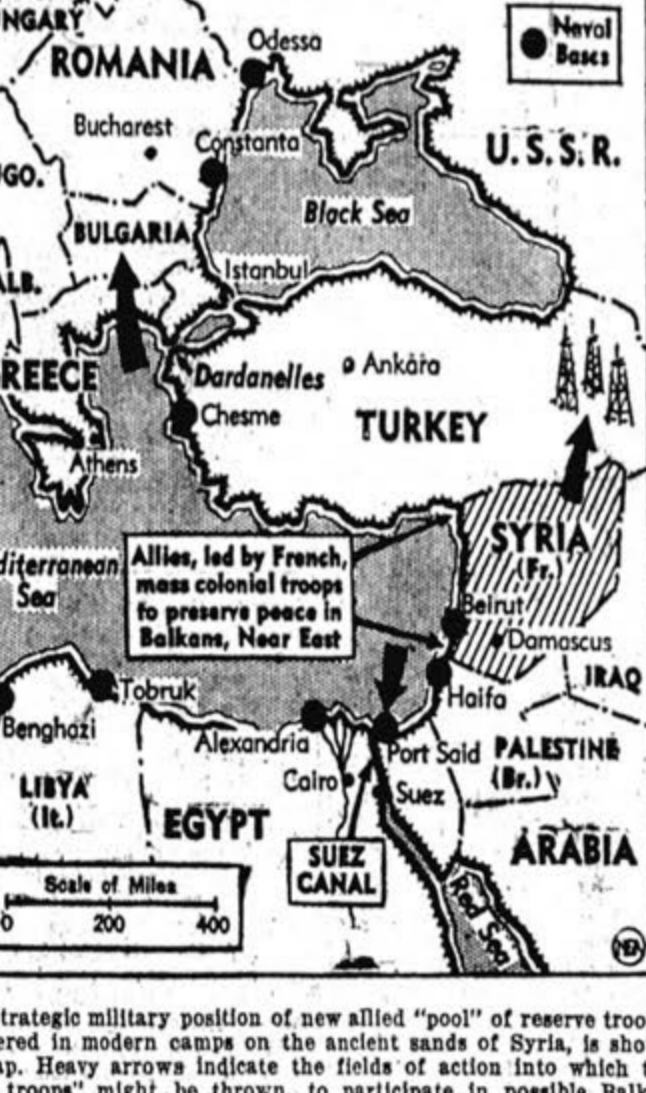 NGARY
Odessa
Naval
Bases
ROMANIA
Bucharest
Constanta
U. S. S. R.
UGO.
Black Sea
BULGARIA
ALB.
Istanbul
REECE
Dardanelles
Ankara
Chesme
TURKEY
Athens
SYRIA
(Fr.)
diterranean
Sea
Allies, led by French,
mass colonial troops
to preserve peace in
Balkans, Near East
Beirut
Damascus
IRAQ
Tobruk
Haifa
Benghazi
Alexandria
Port Said
PALESTINE
(Br.)
Cairo
Suez
LIBYA
(It.)
EGYPT
ARABIA
SUEZ
CANAL
Scale of Miles
0 200 400
Red Sea
NEA
trategic military position of new allied "pool" of reserve troo
ered in modern camps on the ancient sands of Syria, is sho
ap. Heavy arrows indicate the fields of action into which t
troops" might be thrown to participate in possible Balk